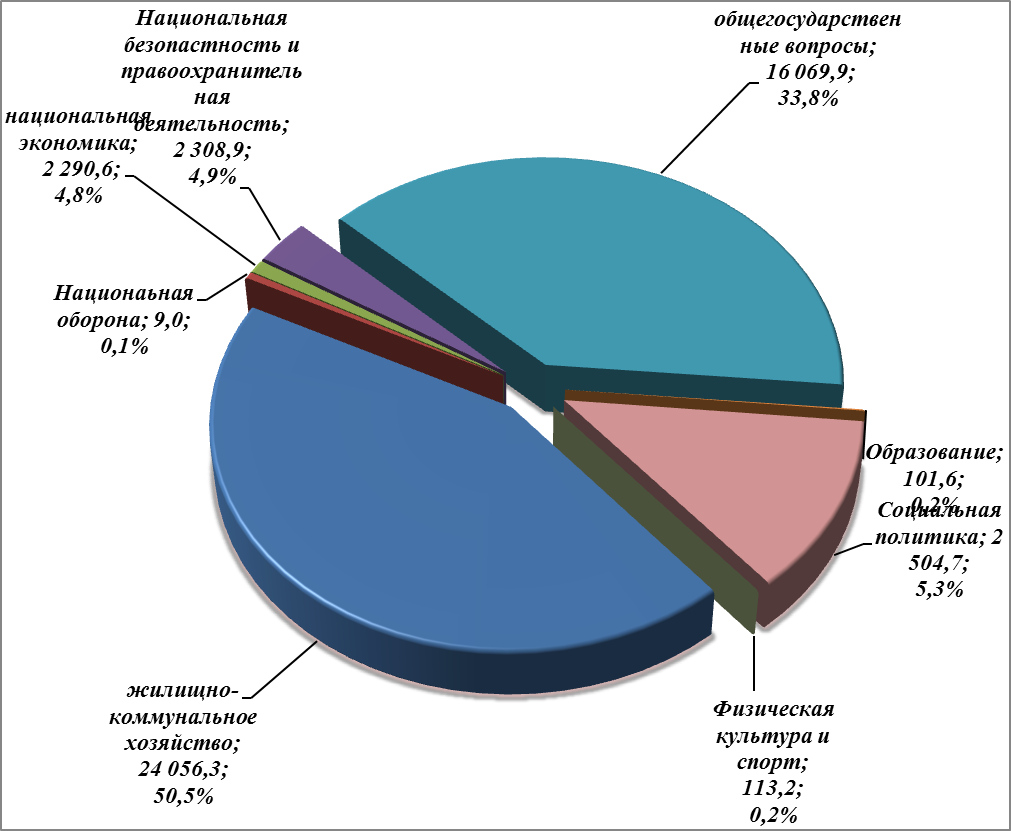 Национальная
безопастность и
правоохранитель
ная
деятельность;
2 308,9;
4,9%
общегосударствен
ные вопросы;
16 069,9;
33,8%
национальная
экономика;
2 290,6;
4,8%
Национаьная
оборона; 9,0;
0,1%
Образование;
101,6;
0,2%
Социальная
политика; 2
504,7;
5,3%
жилищно-
коммунальное
хозяйство;
24 056,3;
50,5%
Физическая
культура и
спорт;
113,2;
0,2%